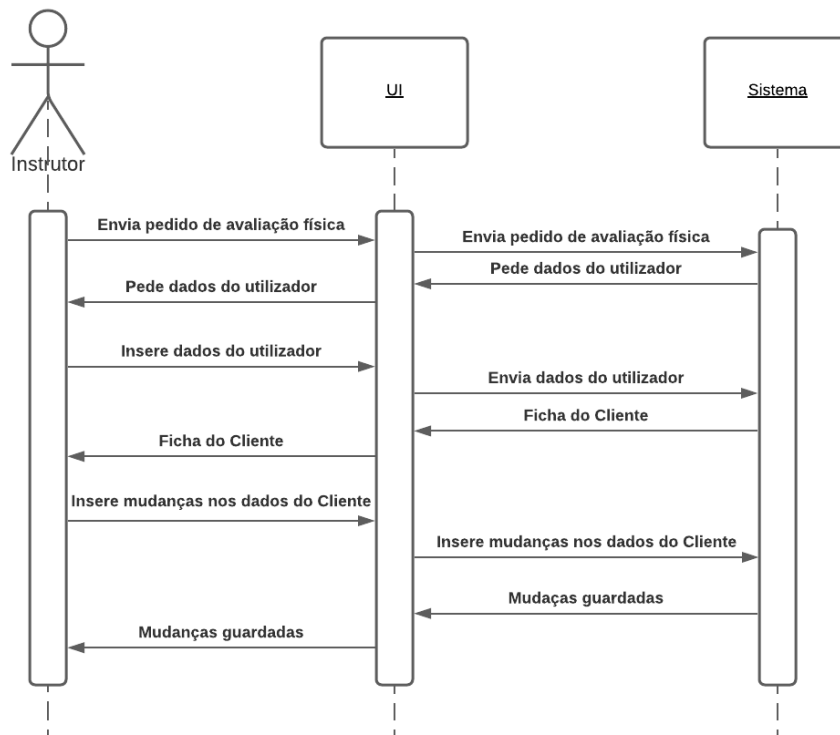 UI
Sistema
Instrutor
Envia pedido de avaliação física
Envia pedido de avaliação física
Pede dados do utilizador
Pede dados do utilizador
Insere dados do utilizador
Envia dados do utilizador
Ficha do Cliente
Ficha do Cliente
Insere mudanças nos dados do Cliente
Insere mudanças nos dados do Cliente
Mudaças guardadas
Mudanças guardadas